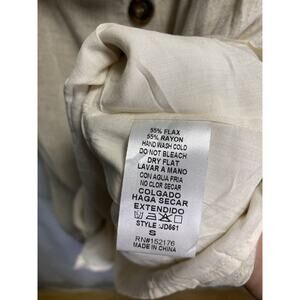 55% FLAX
55% RAYON
HAND WASH COLD
DO NOT BLEACH
DRY FLAT
LAVAR A MANO
CON AGUA FRIA
NO CLOR SECAR
COLGADO
HAGA SECAR
EXTENDIDO
STYLE :JD661
S
RN#152176
MADE IN CHINA